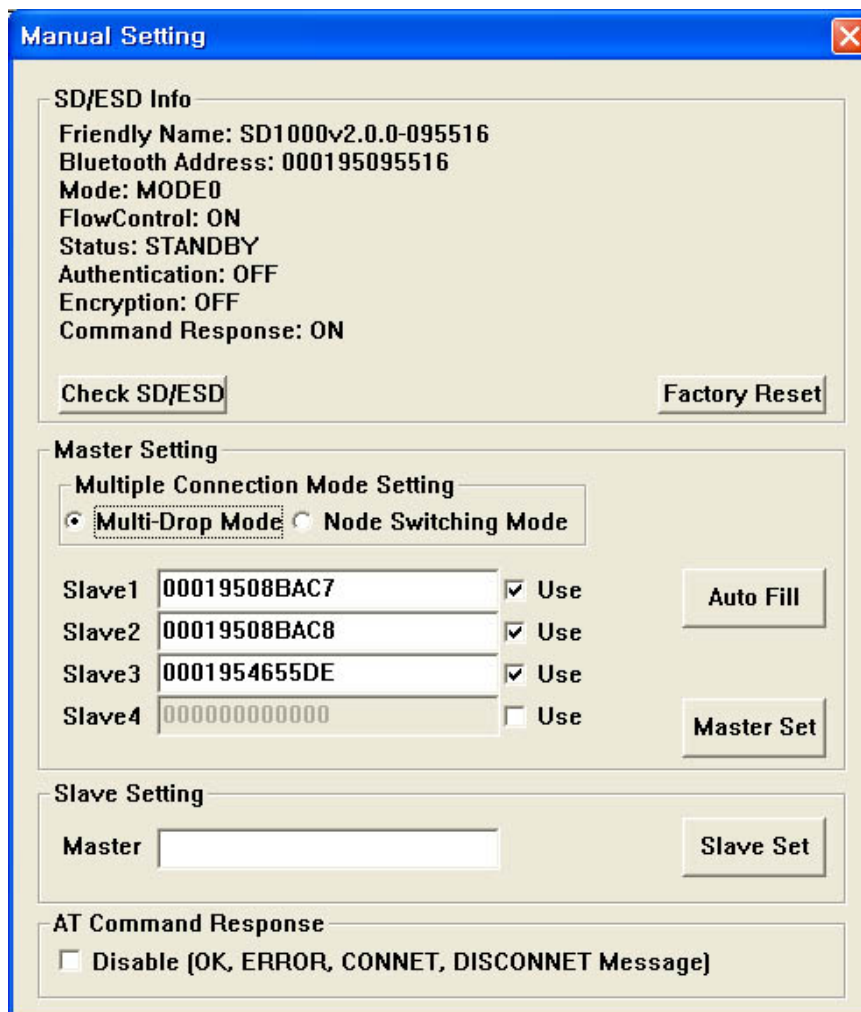 Manual Setting
SD/ESD Info
Friendly Name: SD1000v2.0.0-095516
Bluetooth Address: 000195095516
Mode: MODE0
FlowControl: ON
Status: STANDBY
Authentication: OFF
Encryption: OFF
Command Response: ON
Check SD/ESD
Factory Reset
Master Setting
Multiple Connection Mode Setting
Multi-Drop Mode Node Switching Mode
Slave1 00019508BAC7 Use
Auto Fill
Slave2 00019508BAC8 Use
Slave3 0001954655DE Use
Slave4 000000000000 Use
Master Set
Slave Setting
Master
Slave Set
AT Command Response
Disable (OK, ERROR, CONNET, DISCONNET Message)